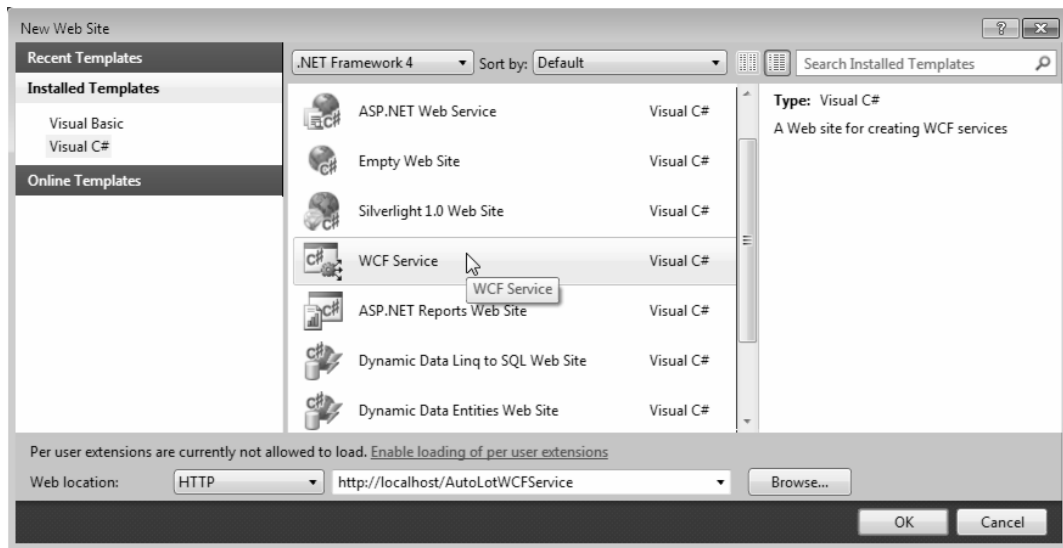 New Web Site
Recent Templates
Installed Templates
Visual Basic
Visual C#
Online Templates
.NET Framework 4 Sort by: Default Search Installed Templates
ASP.NET Web Service Visual C#
Empty Web Site Visual C#
Silverlight 1.0 Web Site Visual C#
WCF Service Visual C#
WCF Service
ASP.NET Reports Web Site Visual C#
Dynamic Data Linq to SQL Web Site Visual C#
Dynamic Data Entities Web Site Visual C#
Type: Visual C#
A Web site for creating WCF services
Per user extensions are currently not allowed to load. Enable loading of per user extensions
Web location: HTTP http://localhost/AutoLotWCFService Browse...
OK Cancel